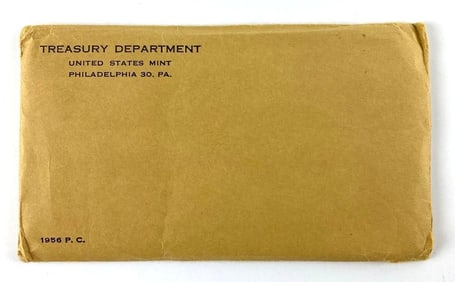 TREASURY DEPARTMENT
UNITED STATES MINT
PHILADELPHIA 30, PA.
1956 P. C.